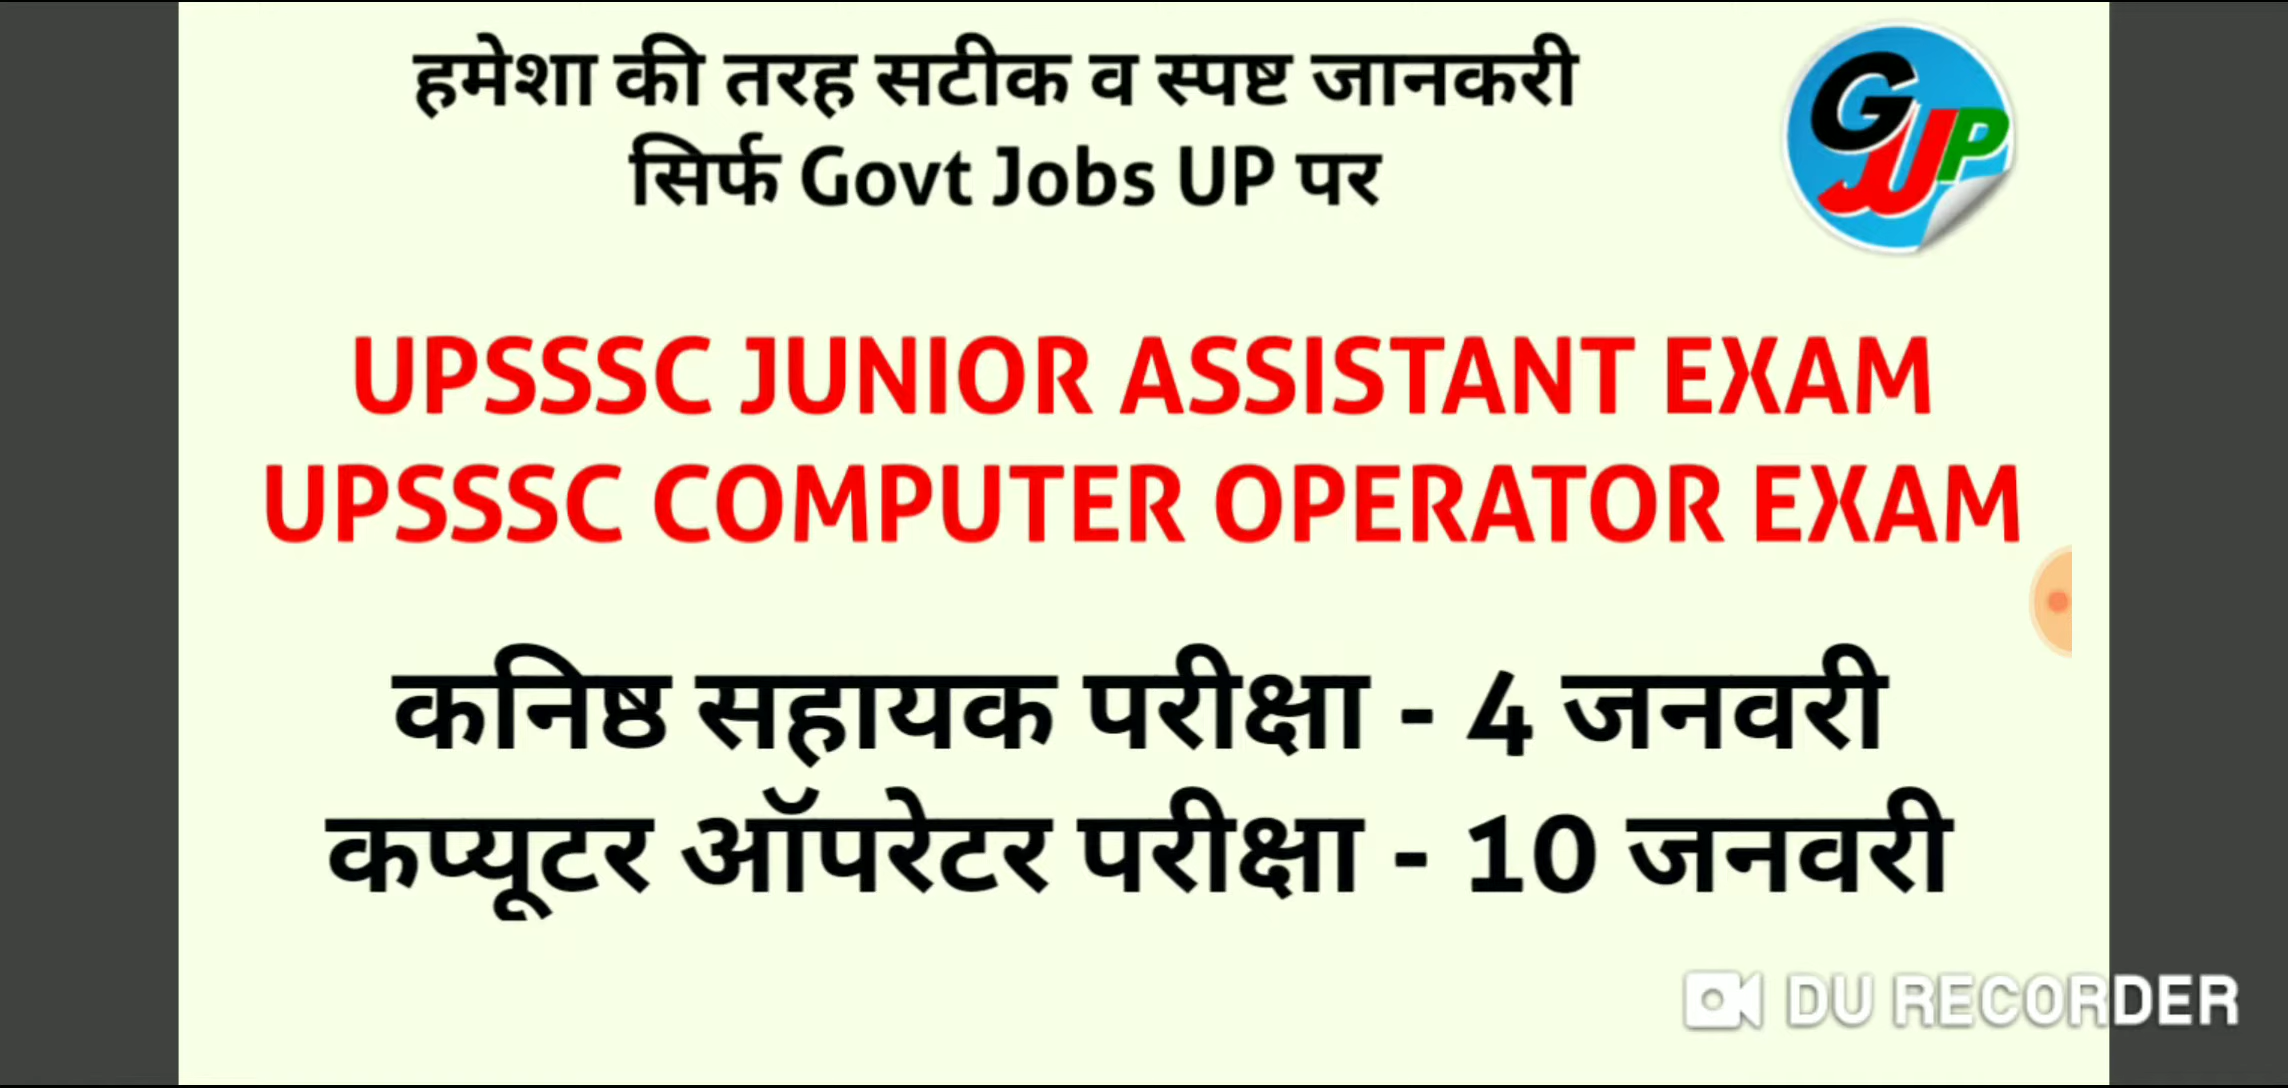 हमेशा की तरह सटीक व स्पष्ट जानकरी
सिर्फ Govt Jobs UP पर
GJUP
UPSSSC JUNIOR ASSISTANT EXAM
UPSSSC COMPUTER OPERATOR EXAM
कनिष्ठ सहायक परीक्षा - 4 जनवरी
कप्यूटर ऑपरेटर परीक्षा - 10 जनवरी
DU RECORDER